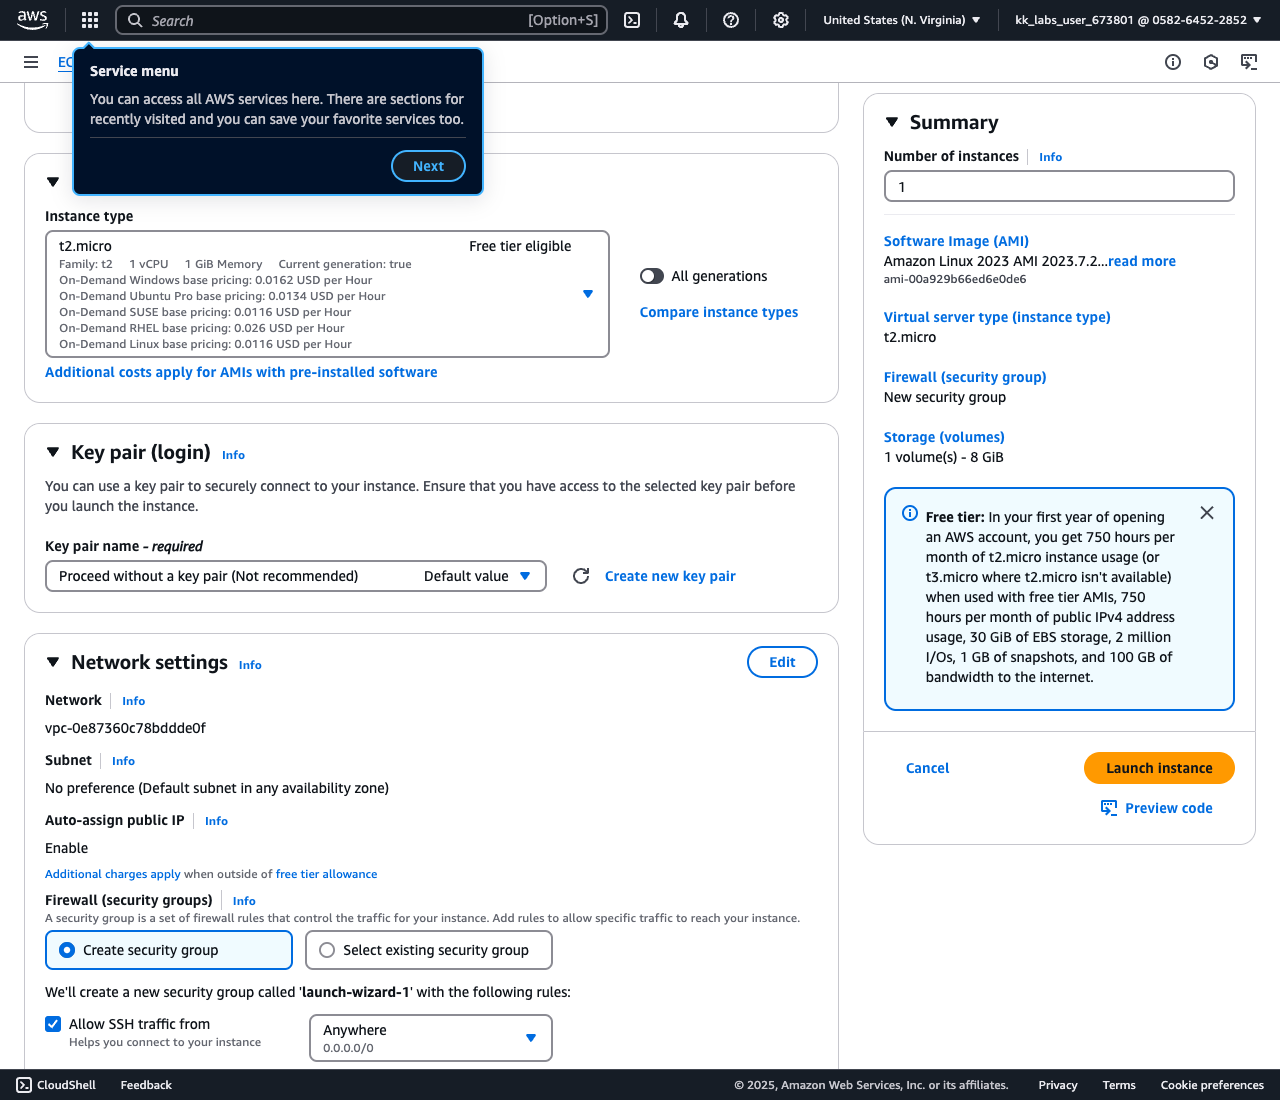 aws
Search
[Option+S]
United States (N. Virginia)
kk_labs_user_673801 @ 0582-6452-2852
Service menu
You can access all AWS services here. There are sections for
recently visited and you can save your favorite services too.
Next
Instance type
t2.micro
Free tier eligible
Family: t2 1 vCPU 1 GiB Memory Current generation: true
On-Demand Windows base pricing: 0.0162 USD per Hour
On-Demand Ubuntu Pro base pricing: 0.0134 USD per Hour
On-Demand SUSE base pricing: 0.0116 USD per Hour
On-Demand RHEL base pricing: 0.026 USD per Hour
On-Demand Linux base pricing: 0.0116 USD per Hour
All generations
Compare instance types
Additional costs apply for AMIs with pre-installed software
Key pair (login) Info
You can use a key pair to securely connect to your instance. Ensure that you have access to the selected key pair before
you launch the instance.
Key pair name - required
Proceed without a key pair (Not recommended) Default value
Create new key pair
Network settings Info
Edit
Network Info
vpc-0e87360c78bddde0f
Subnet Info
No preference (Default subnet in any availability zone)
Auto-assign public IP Info
Enable
Additional charges apply when outside of free tier allowance
Firewall (security groups) Info
A security group is a set of firewall rules that control the traffic for your instance. Add rules to allow specific traffic to reach your instance.
Create security group
Select existing security group
We'll create a new security group called 'launch-wizard-1' with the following rules:
Allow SSH traffic from
Helps you connect to your instance
Anywhere
0.0.0.0/0
Summary
Number of instances Info
1
Software Image (AMI)
Amazon Linux 2023 AMI 2023.7.2...read more
ami-00a929b66ed6e0de6
Virtual server type (instance type)
t2.micro
Firewall (security group)
New security group
Storage (volumes)
1 volume(s) - 8 GiB
Free tier: In your first year of opening
an AWS account, you get 750 hours per
month of t2.micro instance usage (or
t3.micro where t2.micro isn't available)
when used with free tier AMIs, 750
hours per month of public IPv4 address
usage, 30 GiB of EBS storage, 2 million
I/Os, 1 GB of snapshots, and 100 GB of
bandwidth to the internet.
Cancel
Launch instance
Preview code
CloudShell
Feedback
© 2025, Amazon Web Services, Inc. or its affiliates.
Privacy
Terms
Cookie preferences